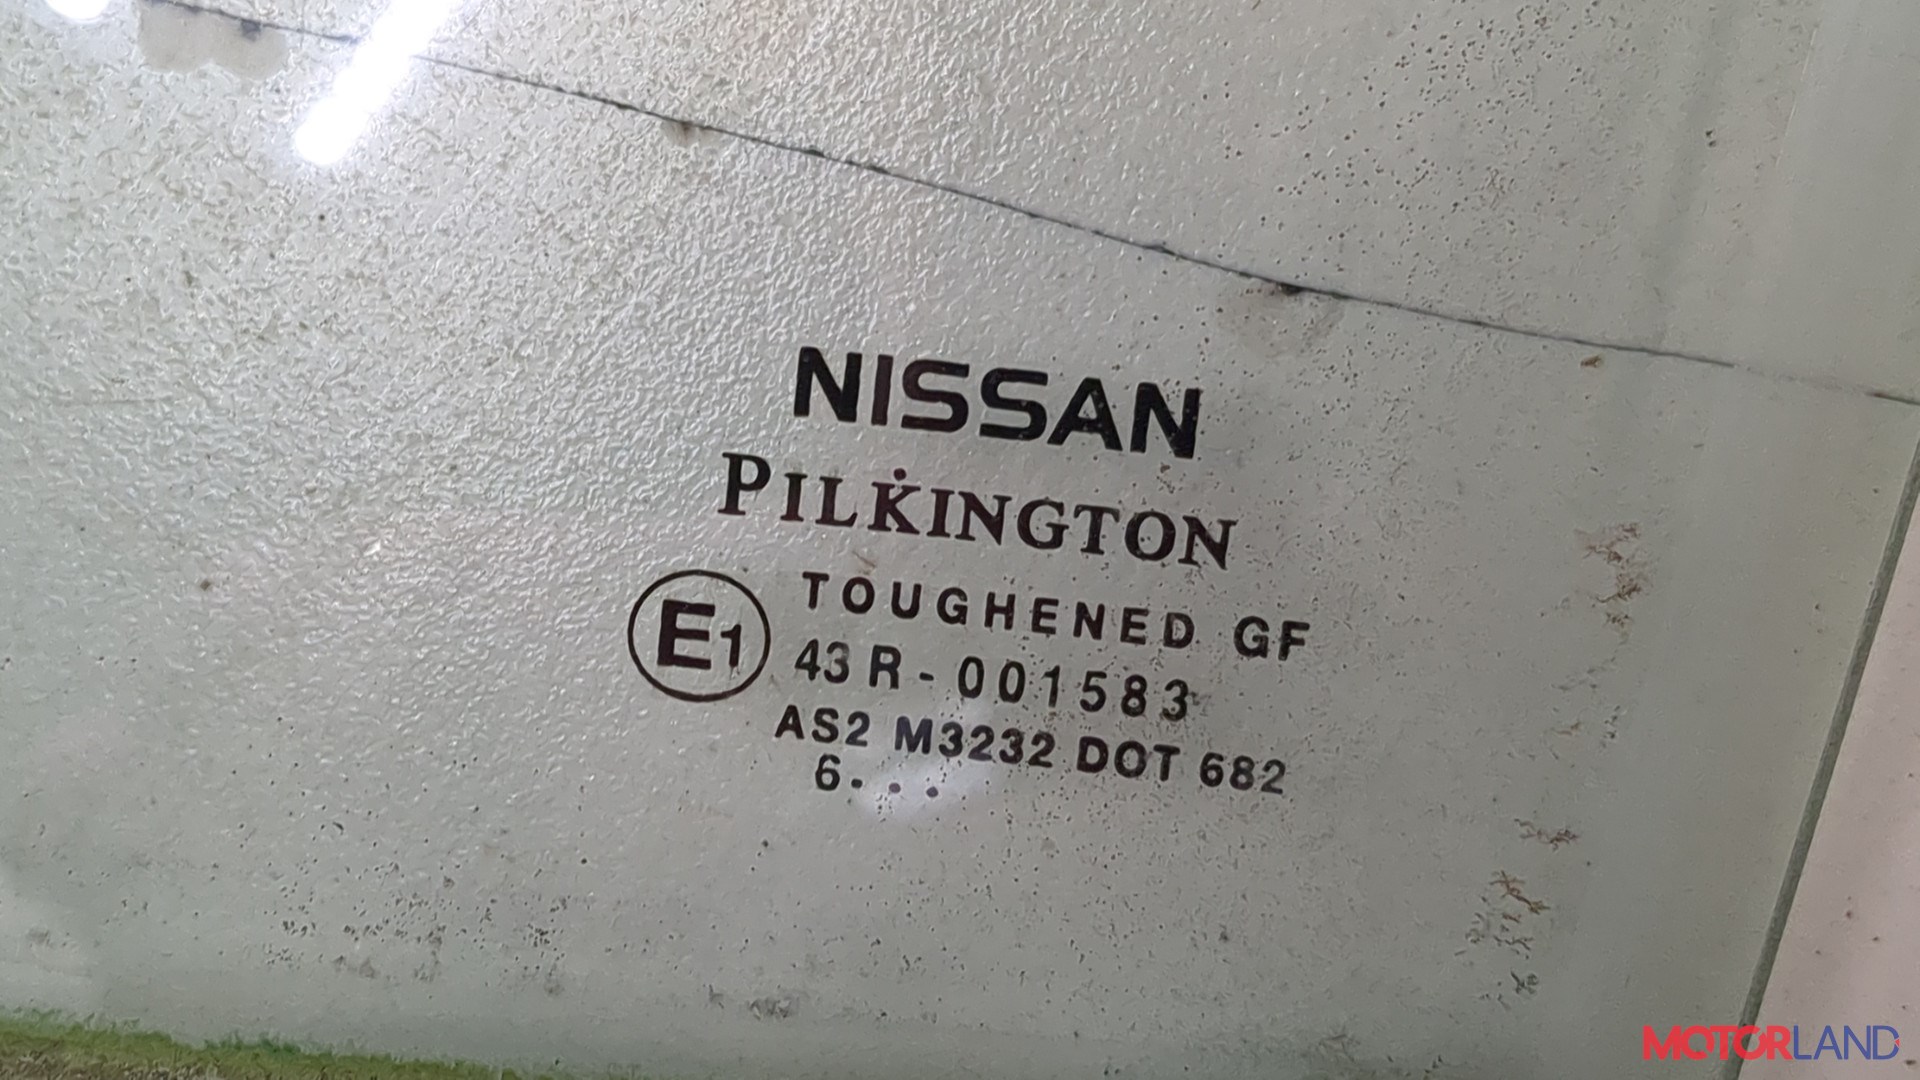 NISSAN
PILKINGTON
TOUGHENED GF
E1
43R-001583
AS2 M3232 DOT 682
6...
MOTORLAND